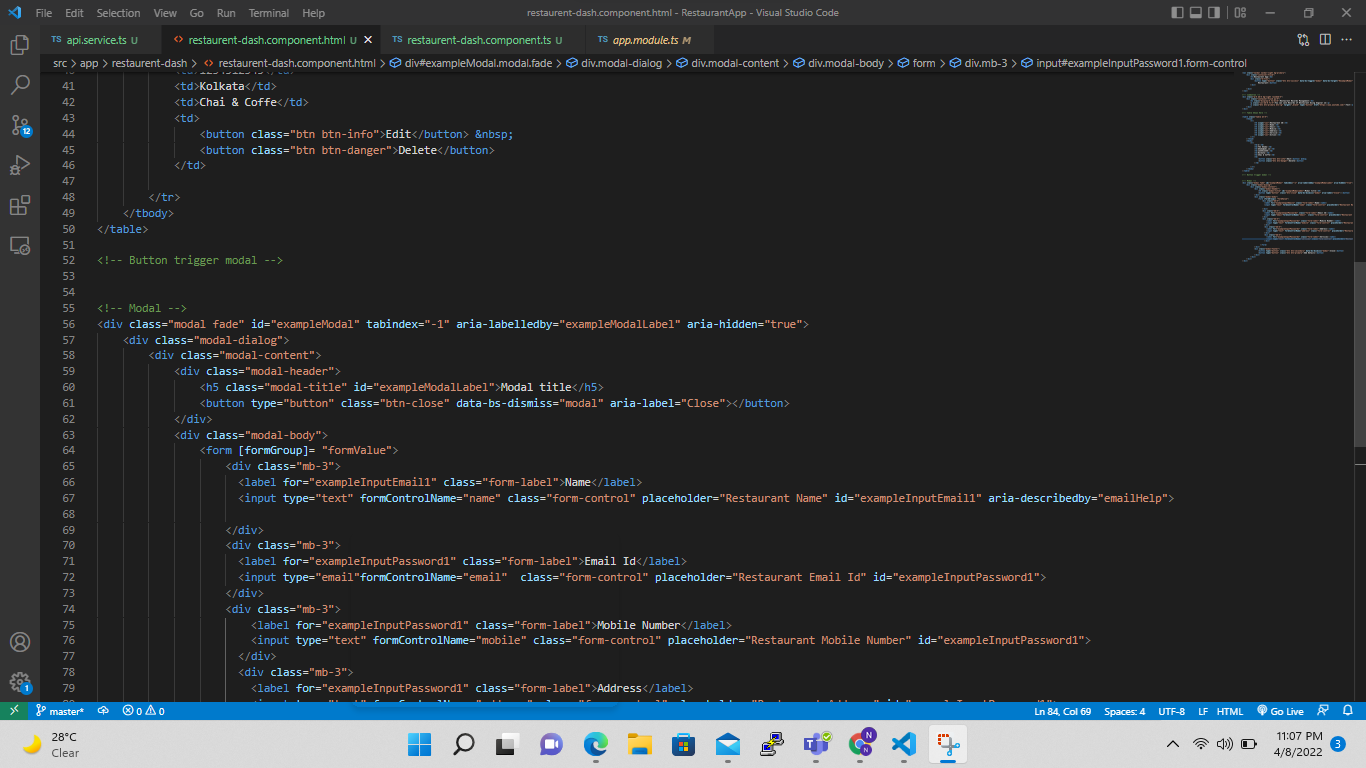 File Edit Selection View Go Run Terminal Help
restaurent-dash.component.html - RestaurantApp - Visual Studio Code
api.service.ts U
restaurent-dash.component.html U
restaurent-dash.component.ts U
app.module.ts M
src > app > restaurent-dash > restaurent-dash.component.html > div#exampleModal.modal.fade > div.modal-dialog > div.modal-content > div.modal-body > form > div.mb-3 > input#exampleInputPassword1.form-control
41 <td>Kolkata</td>
42 <td>Chai & Coffe</td>
43 <td>
44 <button class="btn btn-info">Edit</button> &nbsp;
45 <button class="btn btn-danger">Delete</button>
46 </td>
47
48 </tr>
49 </tbody>
50 </table>
51
52 <!-- Button trigger modal -->
53
54
55 <!-- Modal -->
56 <div class="modal fade" id="exampleModal" tabindex="-1" aria-labelledby="exampleModalLabel" aria-hidden="true">
57 <div class="modal-dialog">
58 <div class="modal-content">
59 <div class="modal-header">
60 <h5 class="modal-title" id="exampleModalLabel">Modal title</h5>
61 <button type="button" class="btn-close" data-bs-dismiss="modal" aria-label="Close"></button>
62 </div>
63 <div class="modal-body">
64 <form [formGroup]= "formValue">
65 <div class="mb-3">
66 <label for="exampleInputEmail1" class="form-label">Name</label>
67 <input type="text" formControlName="name" class="form-control" placeholder="Restaurant Name" id="exampleInputEmail1" aria-describedby="emailHelp">
68
69 </div>
70 <div class="mb-3">
71 <label for="exampleInputPassword1" class="form-label">Email Id</label>
72 <input type="email"formControlName="email"  class="form-control" placeholder="Restaurant Email Id" id="exampleInputPassword1">
73 </div>
74 <div class="mb-3">
75 <label for="exampleInputPassword1" class="form-label">Mobile Number</label>
76 <input type="text" formControlName="mobile" class="form-control" placeholder="Restaurant Mobile Number" id="exampleInputPassword1">
77 </div>
78 <div class="mb-3">
79 <label for="exampleInputPassword1" class="form-label">Address</label>
12
1
master*
0 0
Ln 84, Col 69 Spaces: 4 UTF-8 LF HTML Go Live
28°C
Clear
N
N
11:07 PM
4/8/2022
3